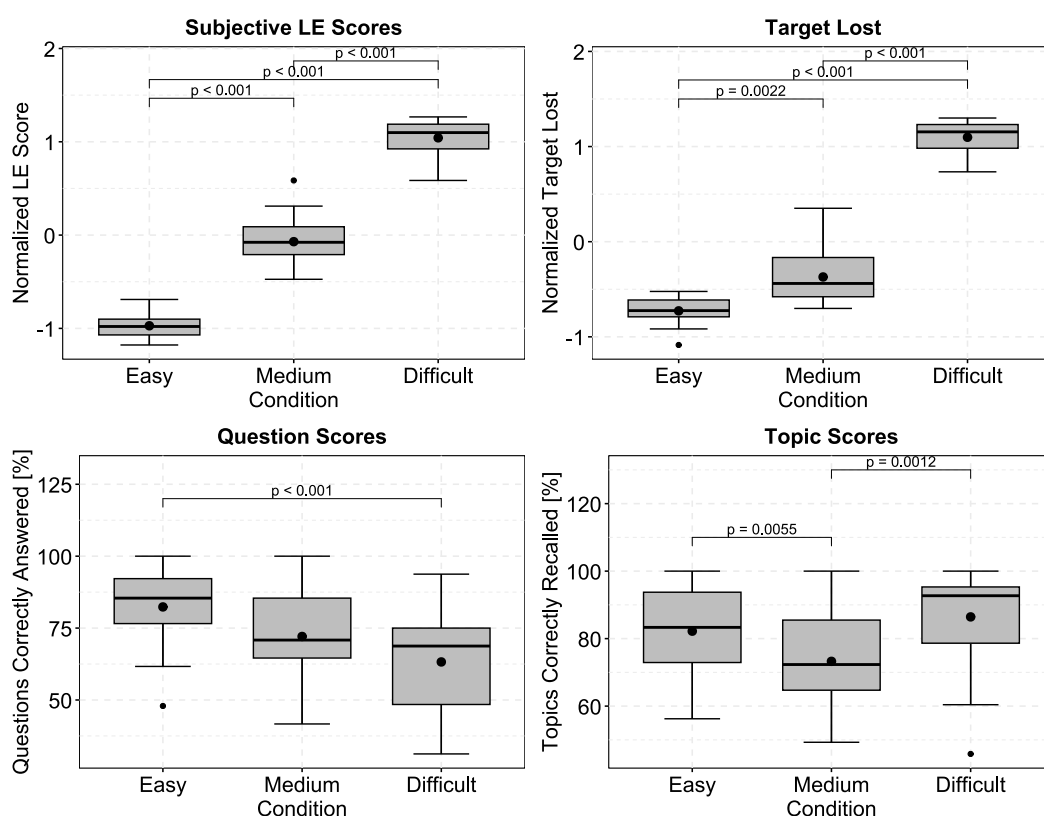 Subjective LE Scores
Normalized LE Score
2
1
0
-1
p < 0.001
p < 0.001
p < 0.001
Easy Medium Difficult
Condition
Target Lost
Normalized Target Lost
2
1
0
-1
p < 0.001
p < 0.001
p = 0.0022
Easy Medium Difficult
Condition
Question Scores
Questions Correctly Answered [%]
125
100
75
50
p < 0.001
Easy Medium Difficult
Condition
Topic Scores
Topics Correctly Recalled [%]
120
100
80
60
p = 0.0012
p = 0.0055
Easy Medium Difficult
Condition